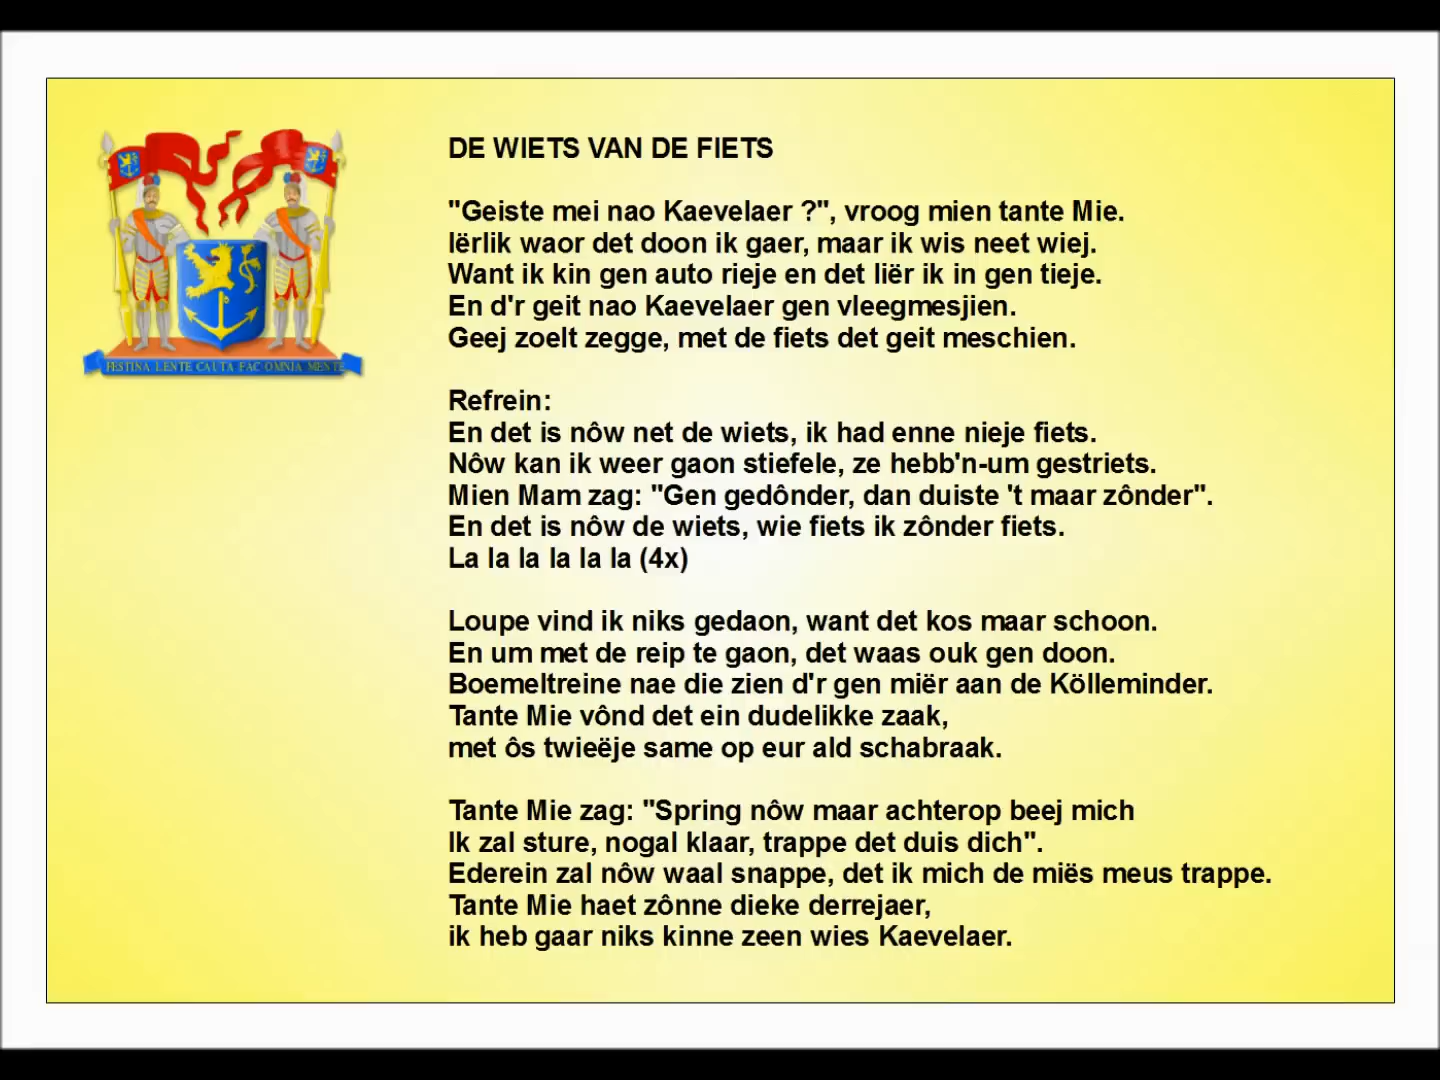 DE WIETS VAN DE FIETS
"Geiste mei nao Kaevelaer ?", vroog mien tante Mie.
Iërlik waor det doon ik gaer, maar ik wis neet wiej.
Want ik kin gen auto rieje en det liër ik in gen tieje.
En d'r geit nao Kaevelaer gen vleegmesjien.
Geej zoelt zegge, met de fiets det geit meschien.
Refrein:
En det is nôw net de wiets, ik had enne nieje fiets.
Nôw kan ik weer gaon stiefele, ze hebb'n-um gestriets.
Mien Mam zag: "Gen gedônder, dan duiste 't maar zônder".
En det is nôw de wiets, wie fiets ik zônder fiets.
La la la la la la (4x)
Loupe vind ik niks gedaon, want det kos maar schoon.
En um met de reip te gaon, det waas ouk gen doon.
Boemeltreine nae die zien d'r gen miër aan de Kölleminder.
Tante Mie vônd det ein dudelikke zaak,
met ôs twieëje same op eur ald schabraak.
Tante Mie zag: "Spring nôw maar achterop beej mich
Ik zal sture, nogal klaar, trappe det duis dich".
Ederein zal nôw waal snappe, det ik mich de miës meus trappe.
Tante Mie haet zônne dieke derrejaer,
ik heb gaar niks kinne zeen wies Kaevelaer.
FESTINA LENTE CAUTA FAC OMNIA MENTE